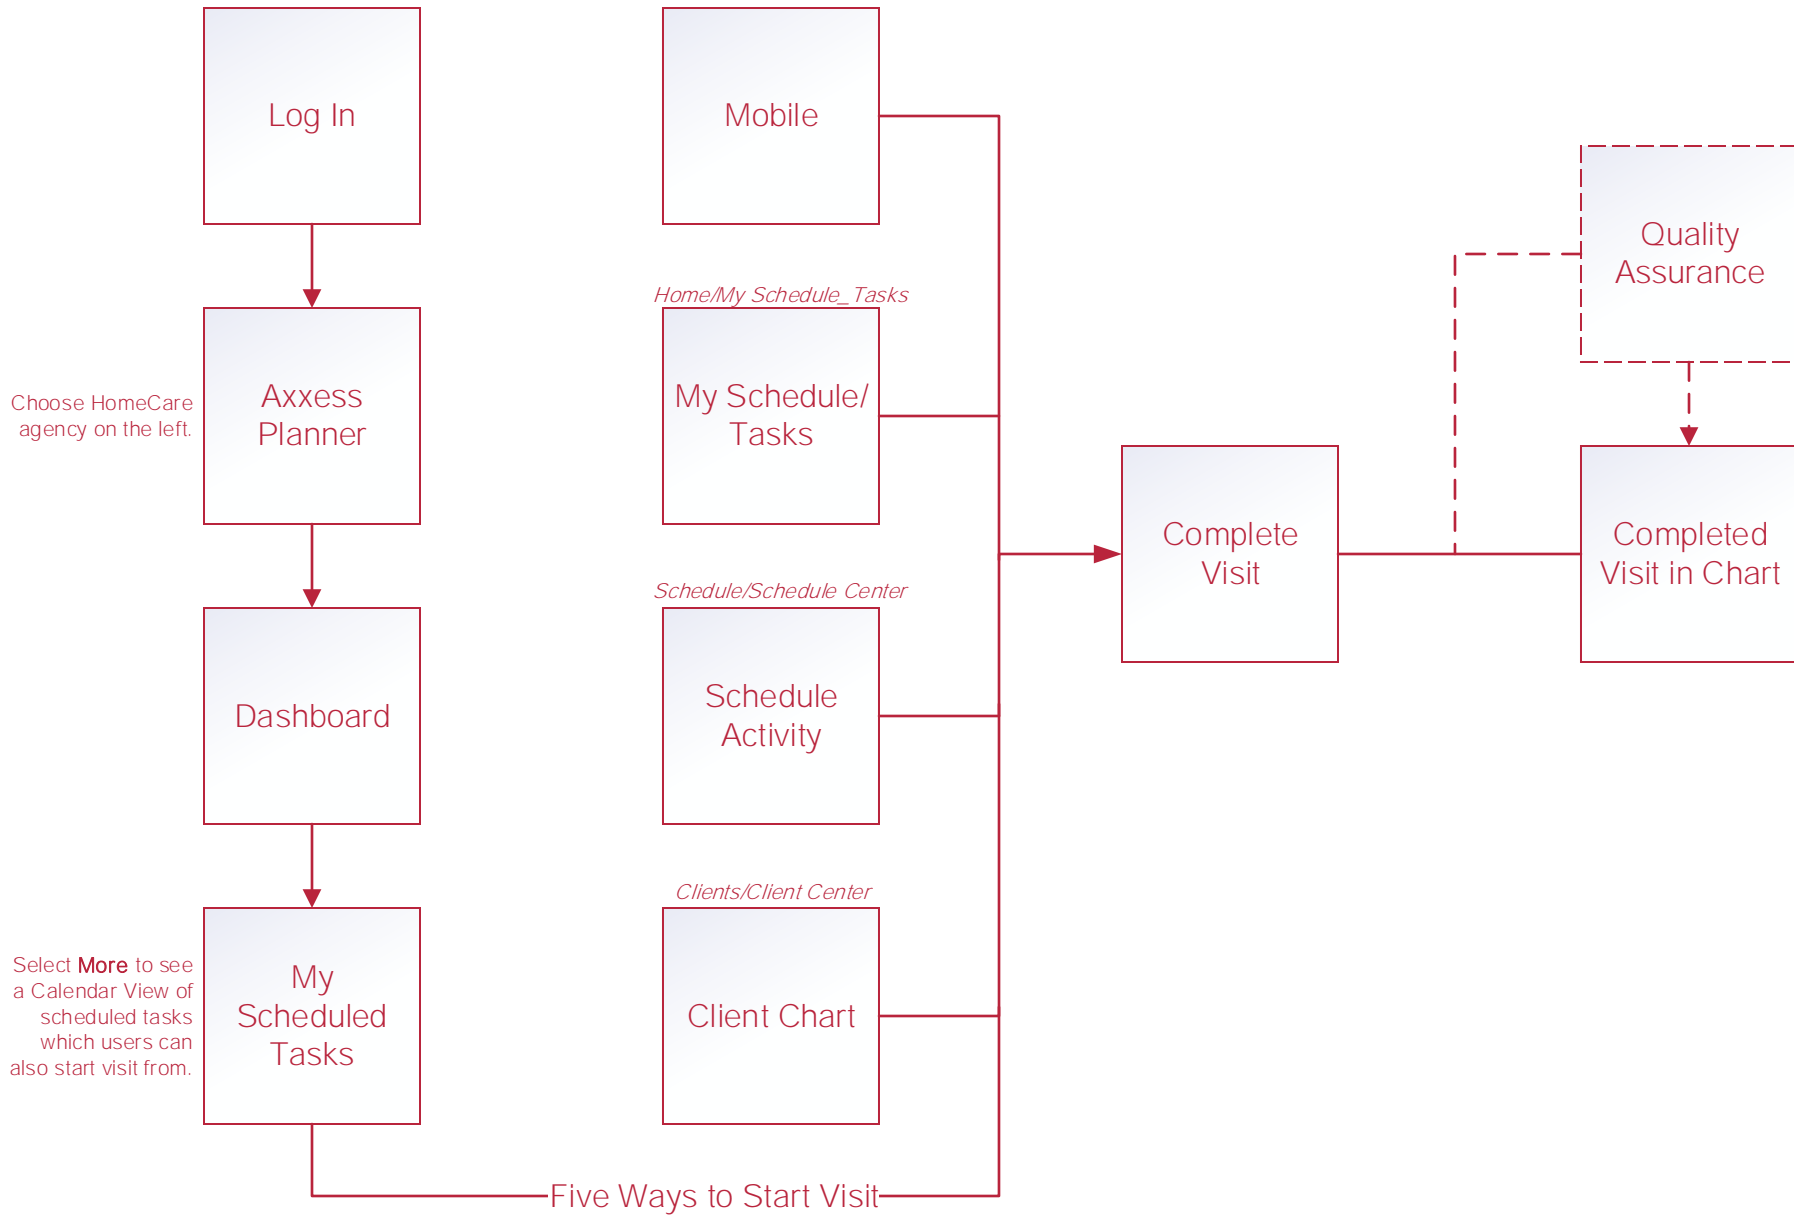 Log In
Choose HomeCare
agency on the left.
Axxess
Planner
Dashboard
Select More to see
a Calendar View of
scheduled tasks
which users can
also start visit from.
My
Scheduled
Tasks
Five Ways to Start Visit
Mobile
Home/My Schedule_Tasks
My Schedule/
Tasks
Schedule/Schedule Center
Schedule
Activity
Clients/Client Center
Client Chart
Complete
Visit
Quality
Assurance
Completed
Visit in Chart